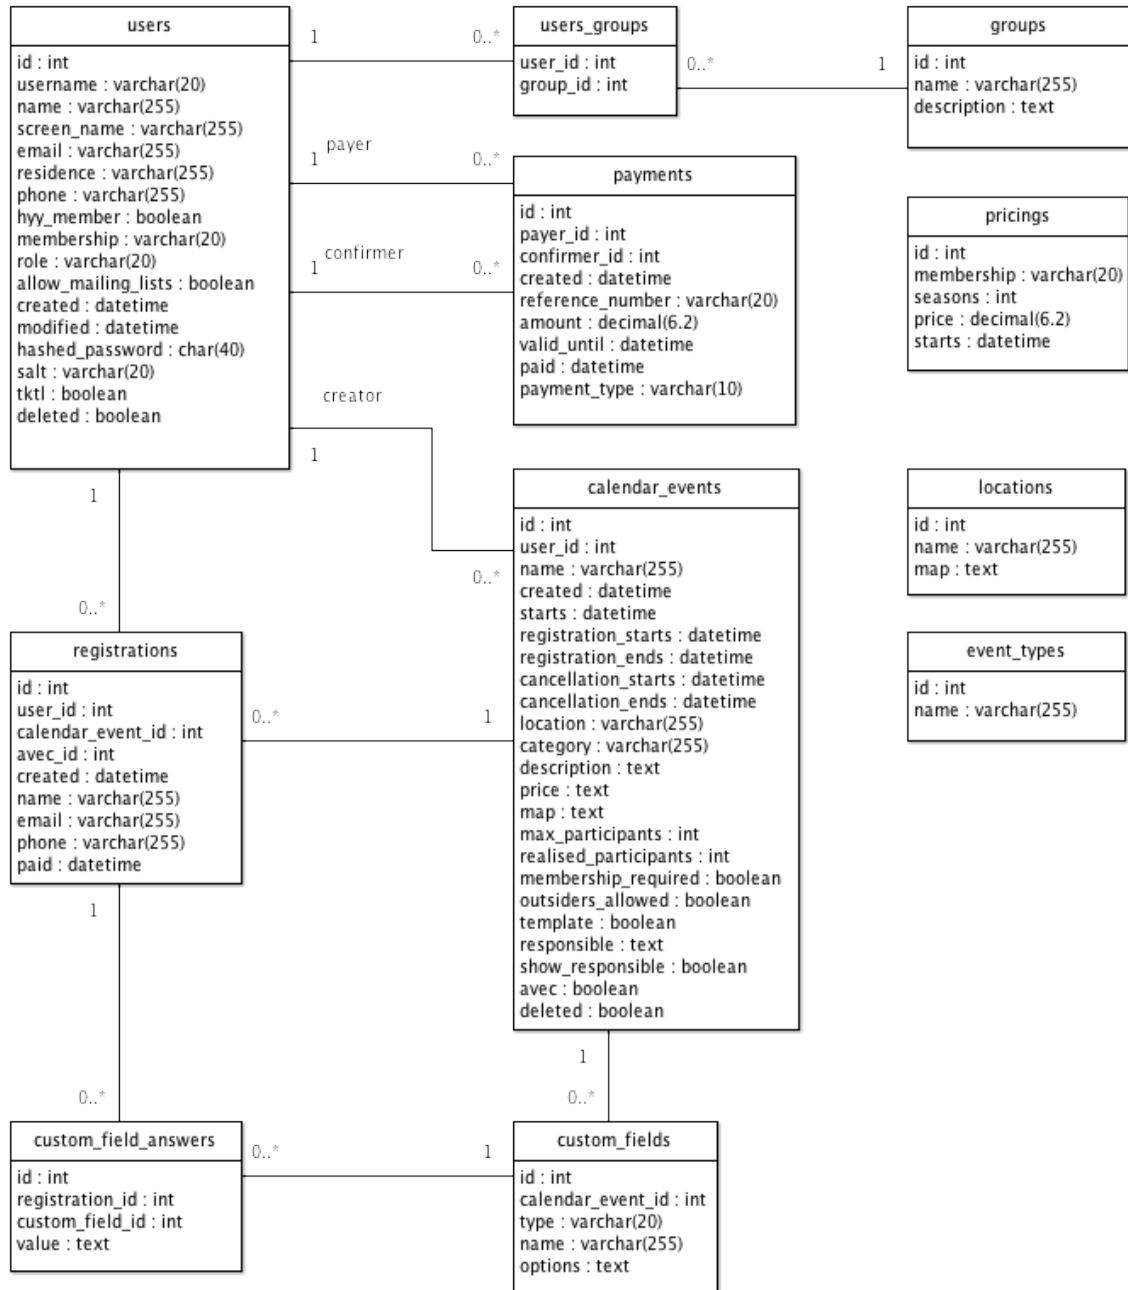 users
id : int
username : varchar(20)
name : varchar(255)
screen_name : varchar(255)
email : varchar(255)
residence : varchar(255)
phone : varchar(255)
hyy_member : boolean
membership : varchar(20)
role : varchar(20)
allow_mailing_lists : boolean
created : datetime
modified : datetime
hashed_password : char(40)
salt : varchar(20)
tktl : boolean
deleted : boolean
1
0..*
users_groups
user_id : int
group_id : int
0..*
1
groups
id : int
name : varchar(255)
description : text
payer
1
0..*
confirmer
1
0..*
payments
id : int
payer_id : int
confirmer_id : int
created : datetime
reference_number : varchar(20)
amount : decimal(6.2)
valid_until : datetime
paid : datetime
payment_type : varchar(10)
pricings
id : int
membership : varchar(20)
seasons : int
price : decimal(6.2)
starts : datetime
creator
1
0..*
calendar_events
id : int
user_id : int
name : varchar(255)
created : datetime
starts : datetime
registration_starts : datetime
registration_ends : datetime
cancellation_starts : datetime
cancellation_ends : datetime
location : varchar(255)
category : varchar(255)
description : text
price : text
map : text
max_participants : int
realised_participants : int
membership_required : boolean
outsiders_allowed : boolean
template : boolean
responsible : text
show_responsible : boolean
avec : boolean
deleted : boolean
locations
id : int
name : varchar(255)
map : text
event_types
id : int
name : varchar(255)
1
0..*
registrations
id : int
user_id : int
calendar_event_id : int
avec_id : int
created : datetime
name : varchar(255)
email : varchar(255)
phone : varchar(255)
paid : datetime
0..*
1
1
0..*
1
0..*
custom_field_answers
id : int
registration_id : int
custom_field_id : int
value : text
0..*
1
custom_fields
id : int
calendar_event_id : int
type : varchar(20)
name : varchar(255)
options : text